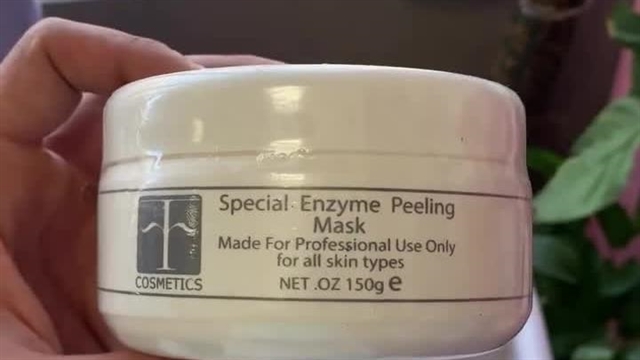 Special Enzyme Peeling
Mask
Made For Professional Use Only
for all skin types
NET .OZ 150g e
T
COSMETICS